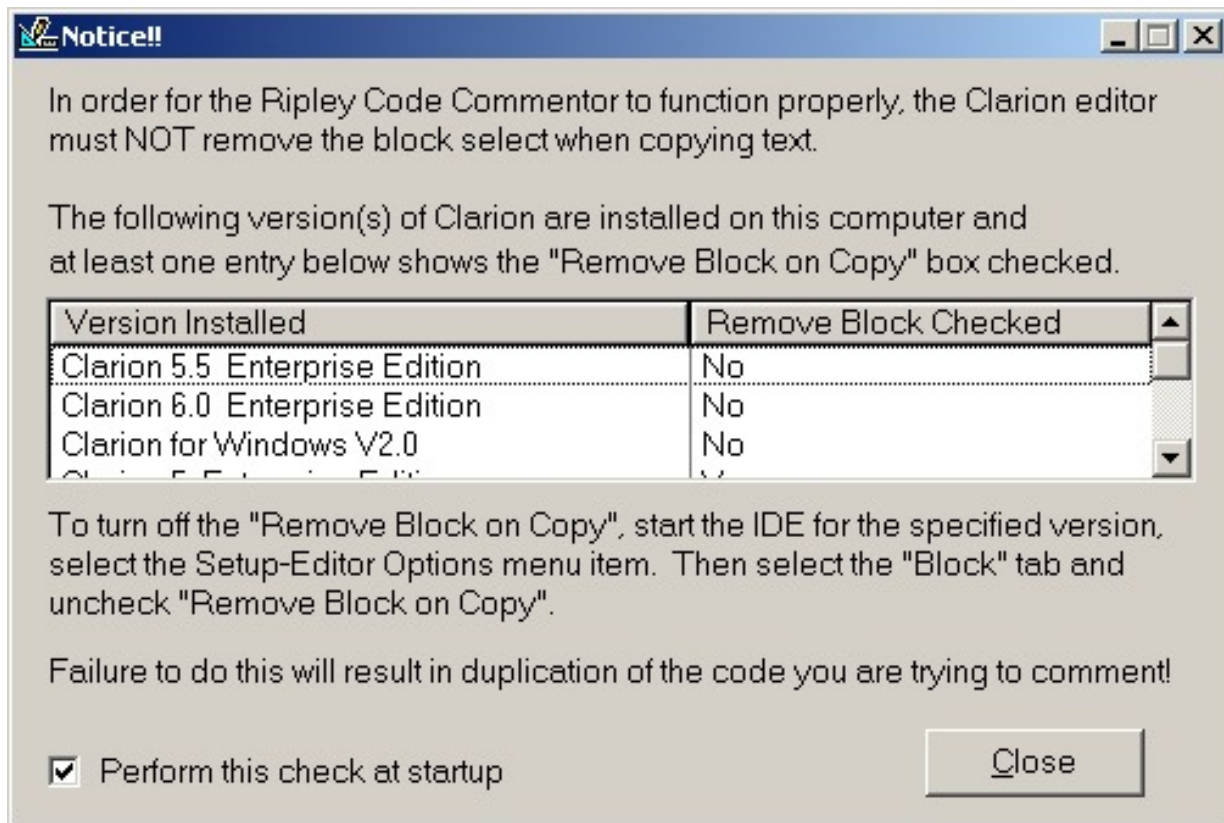 Notice!!
In order for the Ripley Code Commentor to function properly, the Clarion editor
must NOT remove the block select when copying text.
The following version(s) of Clarion are installed on this computer and
at least one entry below shows the "Remove Block on Copy" box checked.
Version Installed Remove Block Checked
Clarion 5.5 Enterprise Edition No
Clarion 6.0 Enterprise Edition No
Clarion for Windows V2.0 No
To turn off the "Remove Block on Copy", start the IDE for the specified version,
select the Setup-Editor Options menu item. Then select the "Block" tab and
uncheck "Remove Block on Copy".
Failure to do this will result in duplication of the code you are trying to comment!
Perform this check at startup
Close